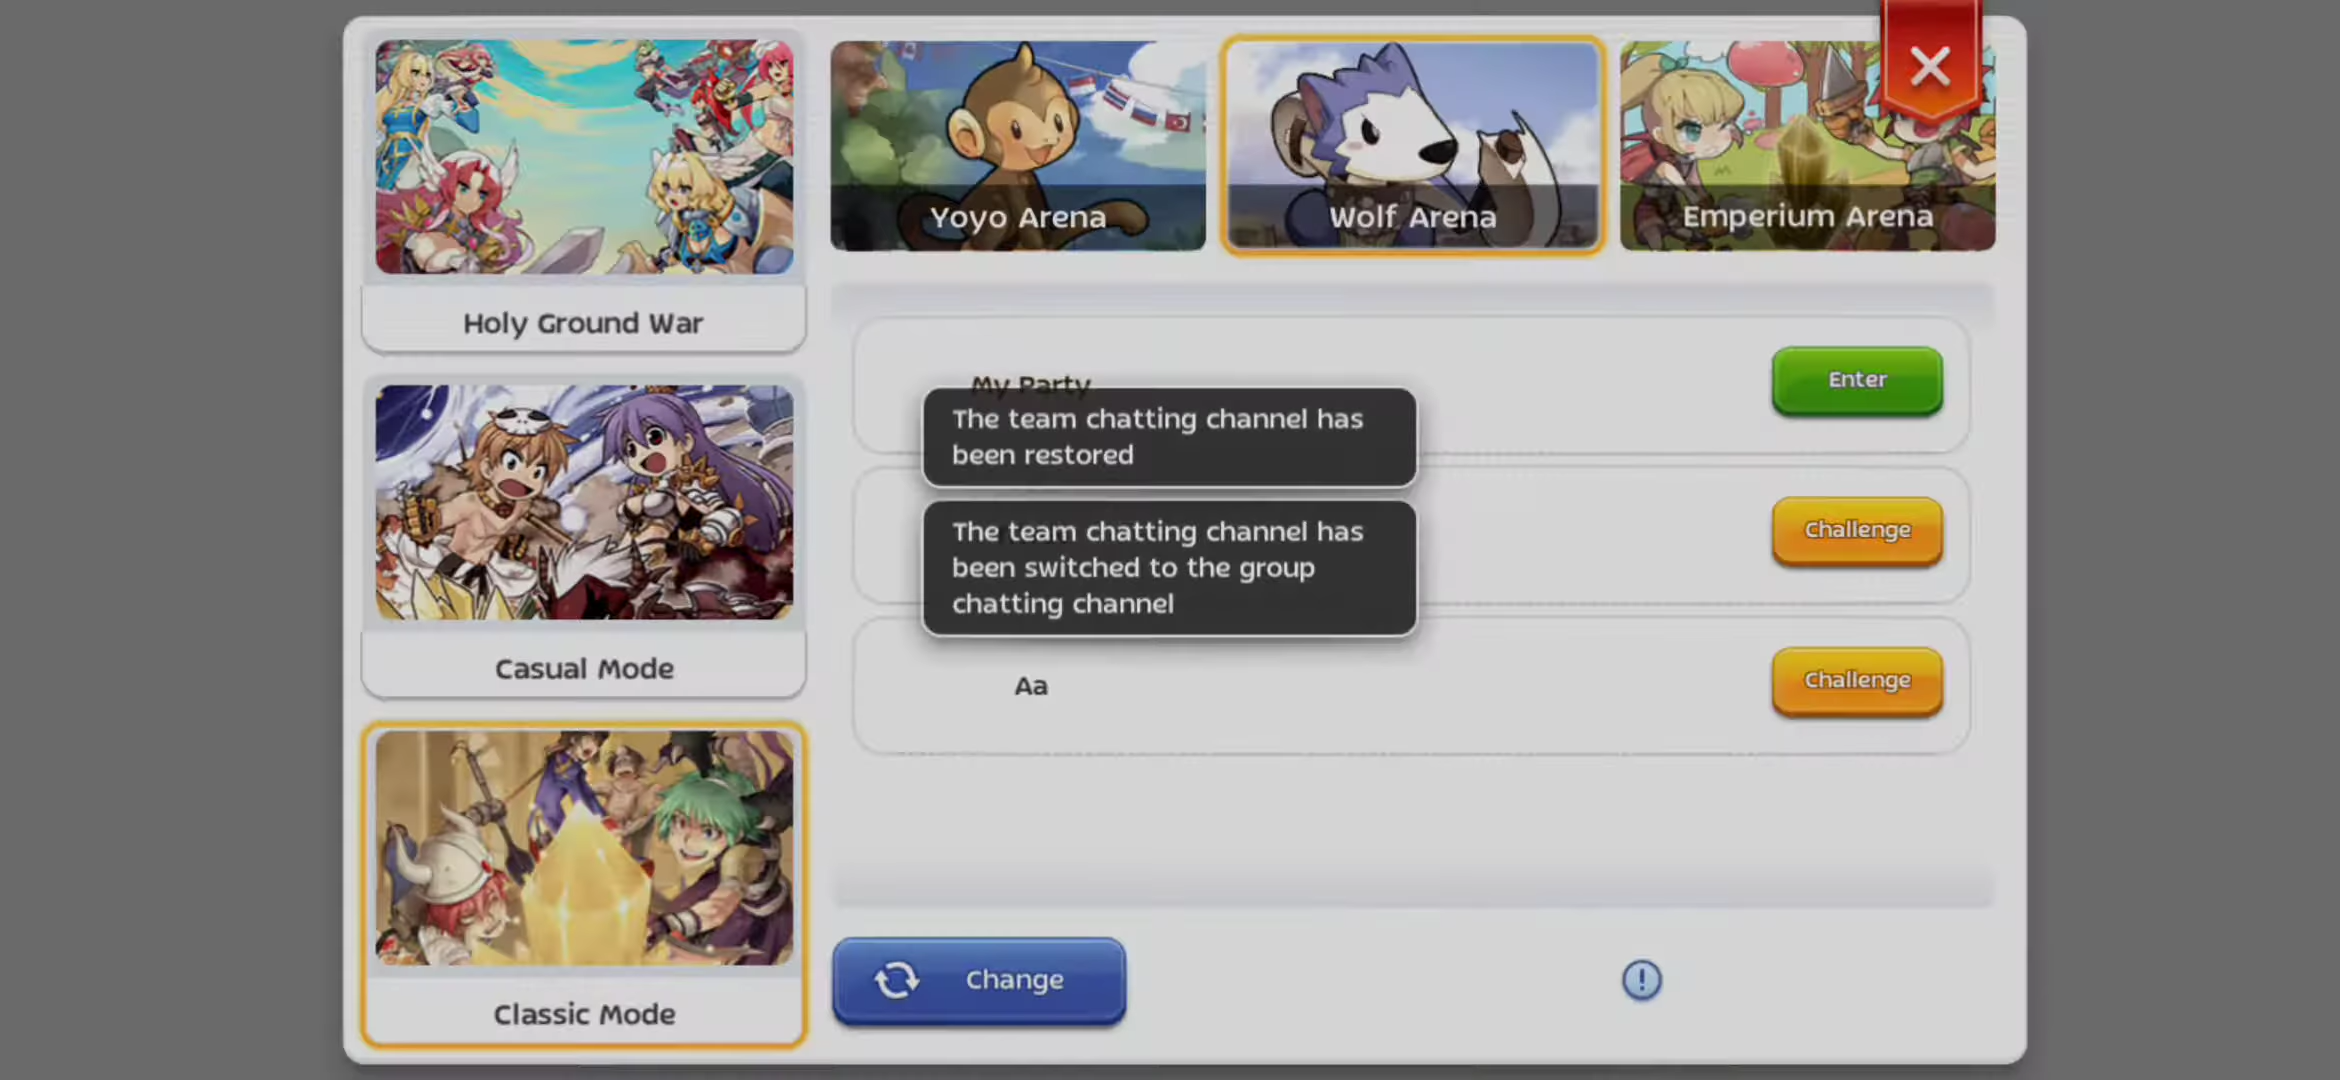 Holy Ground War
Casual Mode
Classic Mode
Yoyo Arena
Wolf Arena
Emperium Arena
My Party
Enter
The team chatting channel has
been restored
The team chatting channel has
been switched to the group
chatting channel
Challenge
Aa
Challenge
Change